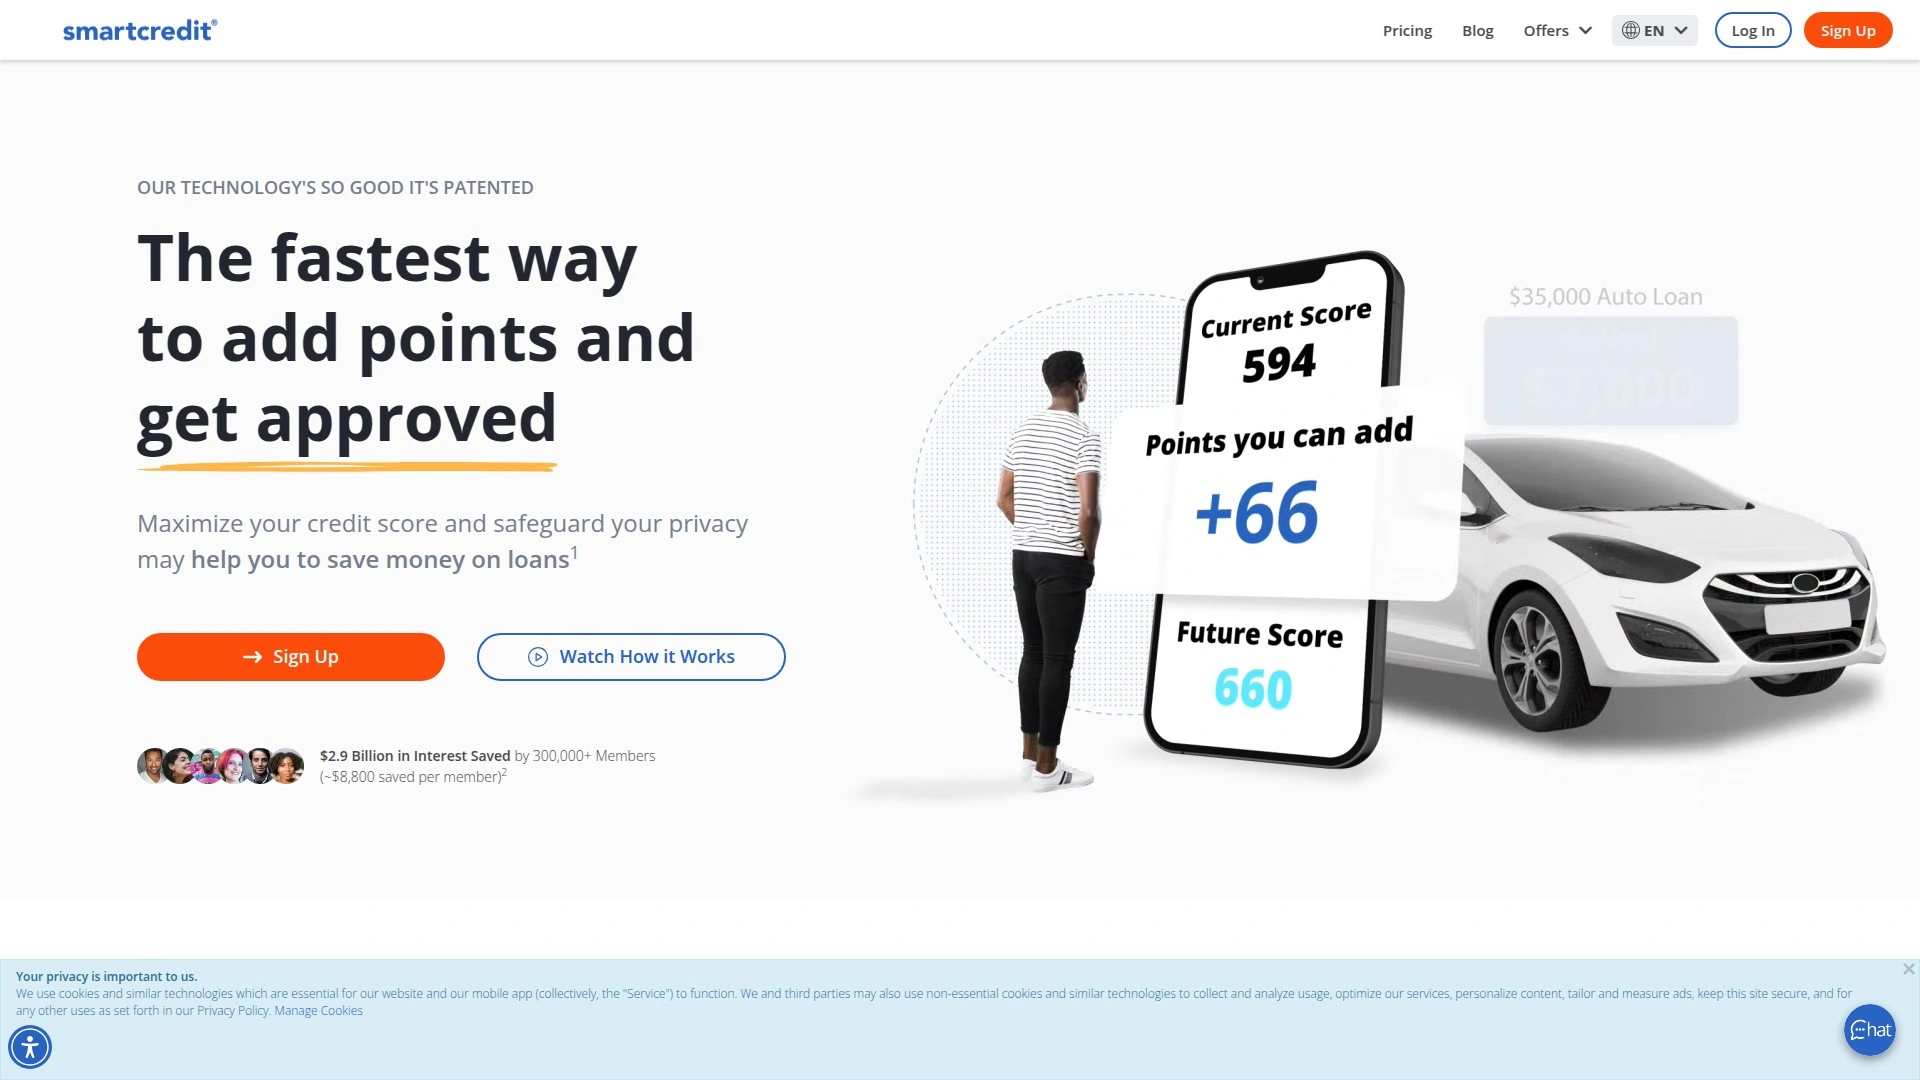 smartcredit®
Pricing
Blog
Offers
EN
Log In
Sign Up
OUR TECHNOLOGY'S SO GOOD IT'S PATENTED
The fastest way
to add points and
get approved
Maximize your credit score and safeguard your privacy
may help you to save money on loans1
Sign Up
Watch How it Works
$2.9 Billion in Interest Saved by 300,000+ Members
(~$8,800 saved per member)2
Current Score
594
Points you can add
+66
Future Score
660
$35,000 Auto Loan
$7,000
Your privacy is important to us.
We use cookies and similar technologies which are essential for our website and our mobile app (collectively, the "Service") to function. We and third parties may also use non-essential cookies and similar technologies to collect and analyze usage, optimize our services, personalize content, tailor and measure ads, keep this site secure, and for
any other uses as set forth in our Privacy Policy. Manage Cookies
Chat